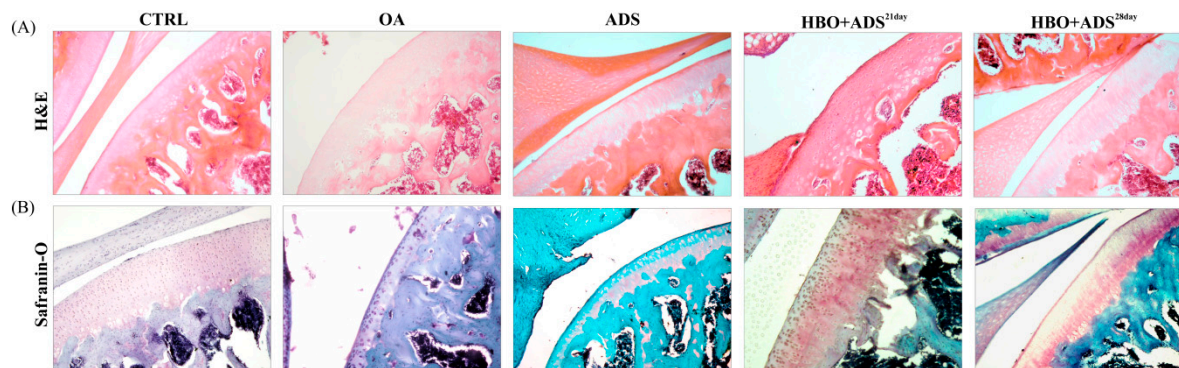 CTRL OA ADS HBO+ADS21day HBO+ADS28day
(A)
H&E
(B)
Safranin-O